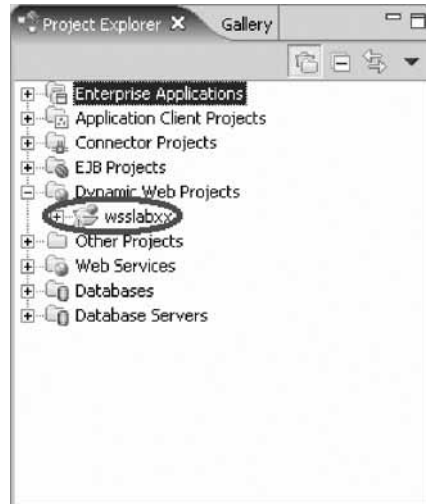 Project Explorer Gallery
Enterprise Applications
Application Client Projects
Connector Projects
EJB Projects
Dynamic Web Projects
wsslabxx
Other Projects
Web Services
Databases
Database Servers